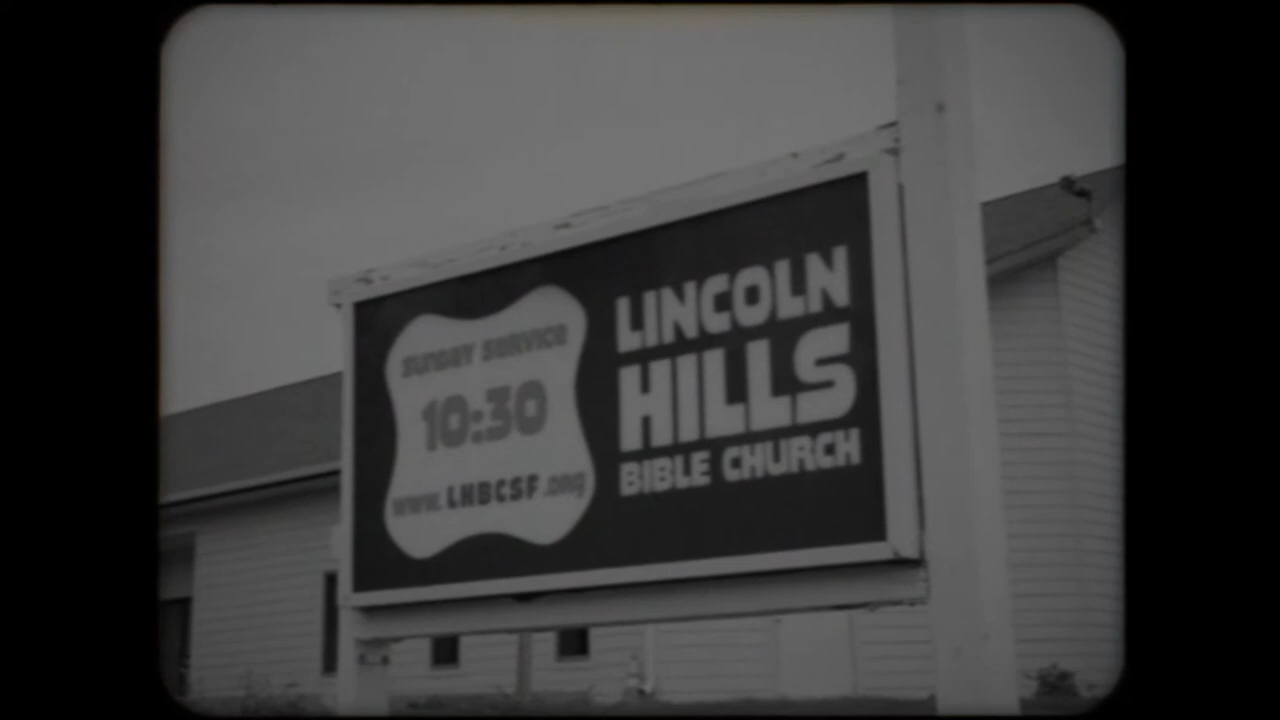 SUNDAY SERVICE
10:30
www.LHBCSF.org
LINCOLN
HILLS
BIBLE CHURCH